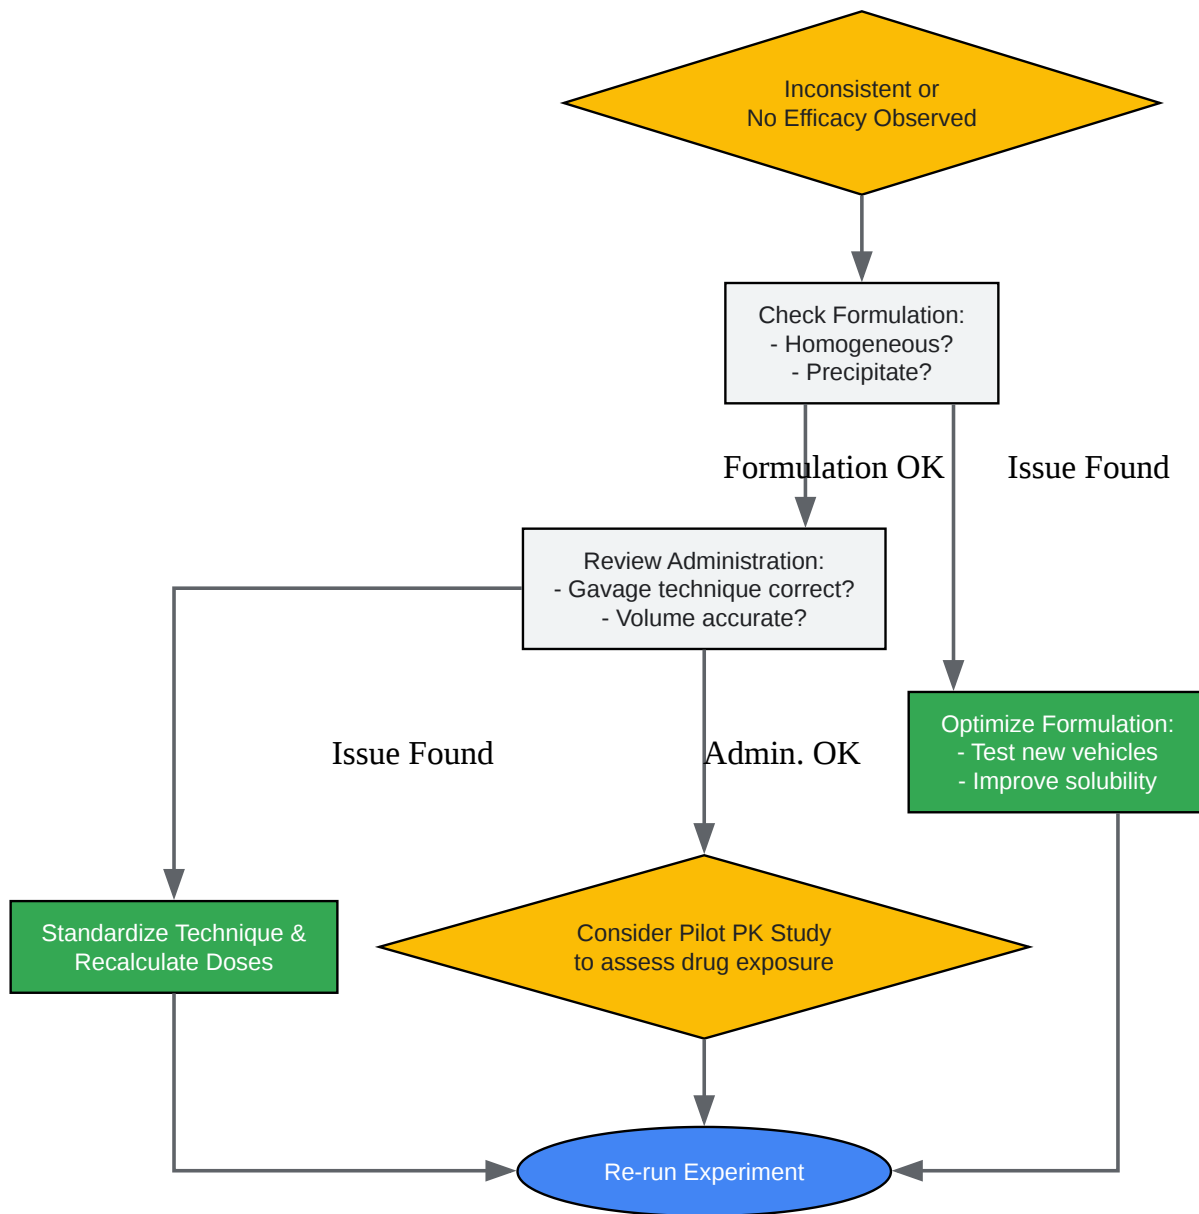 Inconsistent or
No Efficacy Observed
Check Formulation:
- Homogeneous?
- Precipitate?
Formulation OK
Issue Found
Review Administration:
- Gavage technique correct?
- Volume accurate?
Optimize Formulation:
- Test new vehicles
- Improve solubility
Issue Found
Admin. OK
Standardize Technique &
Recalculate Doses
Consider Pilot PK Study
to assess drug exposure
Re-run Experiment